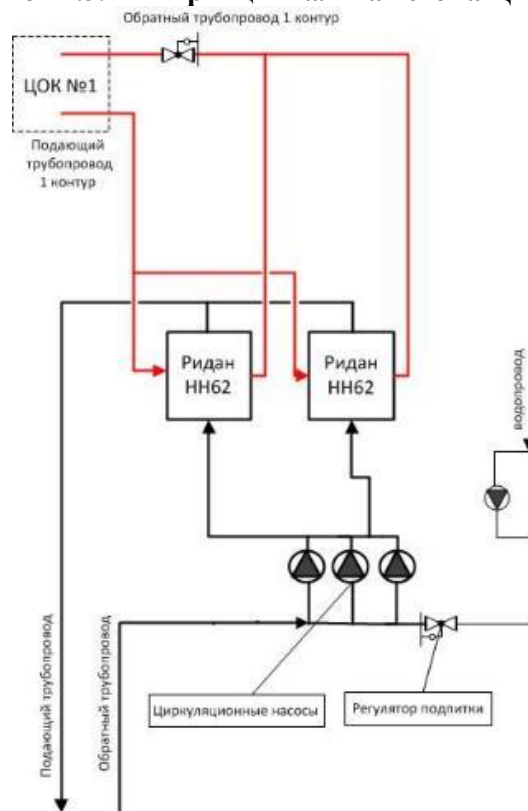 Обратный трубопровод 1 контур
ЦОК №1
Подающий
трубопровод
1 контур
Ридан
НН62
Ридан
НН62
водопровод
Подающий трубопровод
Обратный трубопровод
Циркуляционные насосы
Регулятор подпитки